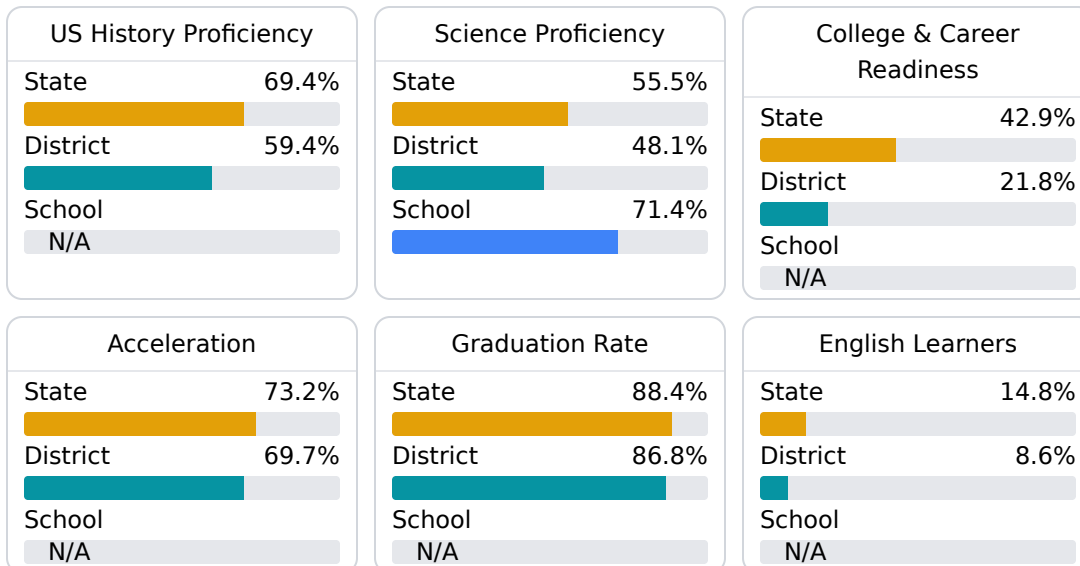 US History Proficiency
State 69.4%
District 59.4%
School
N/A
Science Proficiency
State 55.5%
District 48.1%
School 71.4%
College & Career
Readiness
State 42.9%
District 21.8%
School
N/A
Acceleration
State 73.2%
District 69.7%
School
N/A
Graduation Rate
State 88.4%
District 86.8%
School
N/A
English Learners
State 14.8%
District 8.6%
School
N/A